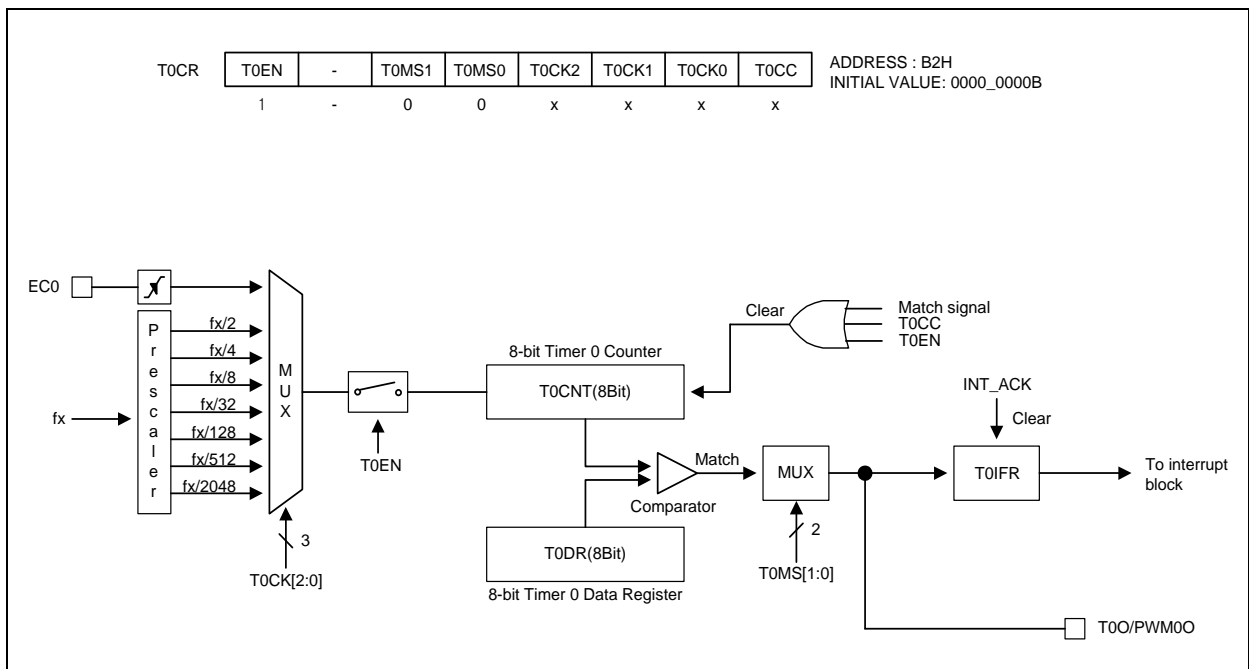 T0CR T0EN - T0MS1 T0MS0 T0CK2 T0CK1 T0CK0 T0CC
ADDRESS : B2H
INITIAL VALUE: 0000_0000B
1 - 0 0 x x x x
EC0
Prescaler
fx
fx/2
fx/4
fx/8
fx/32
fx/128
fx/512
fx/2048
MUX
3
T0CK[2:0]
T0EN
8-bit Timer 0 Counter
T0CNT(8Bit)
Clear
Match signal
T0CC
T0EN
Comparator
Match
T0DR(8Bit)
8-bit Timer 0 Data Register
MUX
2
T0MS[1:0]
INT_ACK
Clear
T0IFR
To interrupt
block
T0O/PWM0O